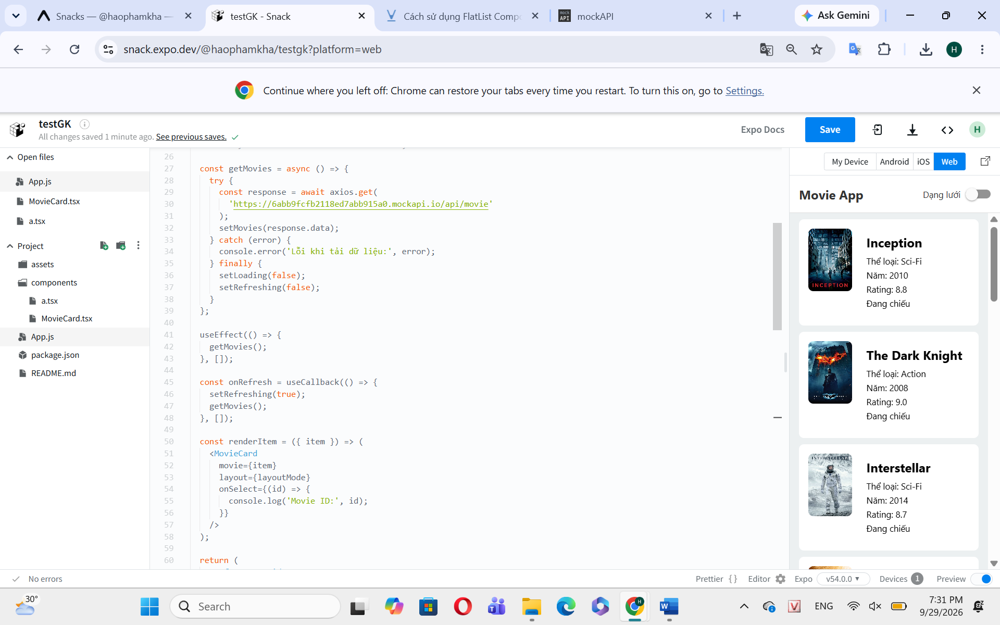 Snacks — @haophamkha —
testGK - Snack
Cách sử dụng FlatList Compo
mock API
mockAPI
Ask Gemini
snack.expo.dev/@haophamkha/testgk?platform=web
H
Continue where you left off: Chrome can restore your tabs every time you restart. To turn this on, go to Settings.
testGK
All changes saved 1 minute ago. See previous saves.
Expo Docs
Save
H
Open files
App.js
MovieCard.tsx
a.tsx
Project
assets
components
a.tsx
MovieCard.tsx
App.js
package.json
README.md
26
27 const getMovies = async () => {
28 try {
29 const response = await axios.get(
30 'https://6abb9fcfb2118ed7abb915a0.mockapi.io/api/movie'
31 );
32 setMovies(response.data);
33 } catch (error) {
34 console.error('Lỗi khi tải dữ liệu:', error);
35 } finally {
36 setLoading(false);
37 setRefreshing(false);
38 }
39 };
40
41 useEffect(() => {
42 getMovies();
43 }, []);
44
45 const onRefresh = useCallback(() => {
46 setRefreshing(true);
47 getMovies();
48 }, []);
49
50 const renderItem = ({ item }) => (
51 <MovieCard
52 movie={item}
53 layout={layoutMode}
54 onSelect={(id) => {
55 console.log('Movie ID:', id);
56 }}
57 />
58 );
59
60 return (
My Device
Android
iOS
Web
Movie App
Dạng lưới
INCEPTION
Inception
Thể loại: Sci-Fi
Năm: 2010
Rating: 8.8
Đang chiếu
The Dark Knight
Thể loại: Action
Năm: 2008
Rating: 9.0
Đang chiếu
INTERSTELLAR
Interstellar
Thể loại: Sci-Fi
Năm: 2014
Rating: 8.7
Đang chiếu
No errors
Prettier { }
Editor
Expo
v54.0.0
Devices 1
Preview
30°
Search
ENG
7:31 PM
9/29/2026